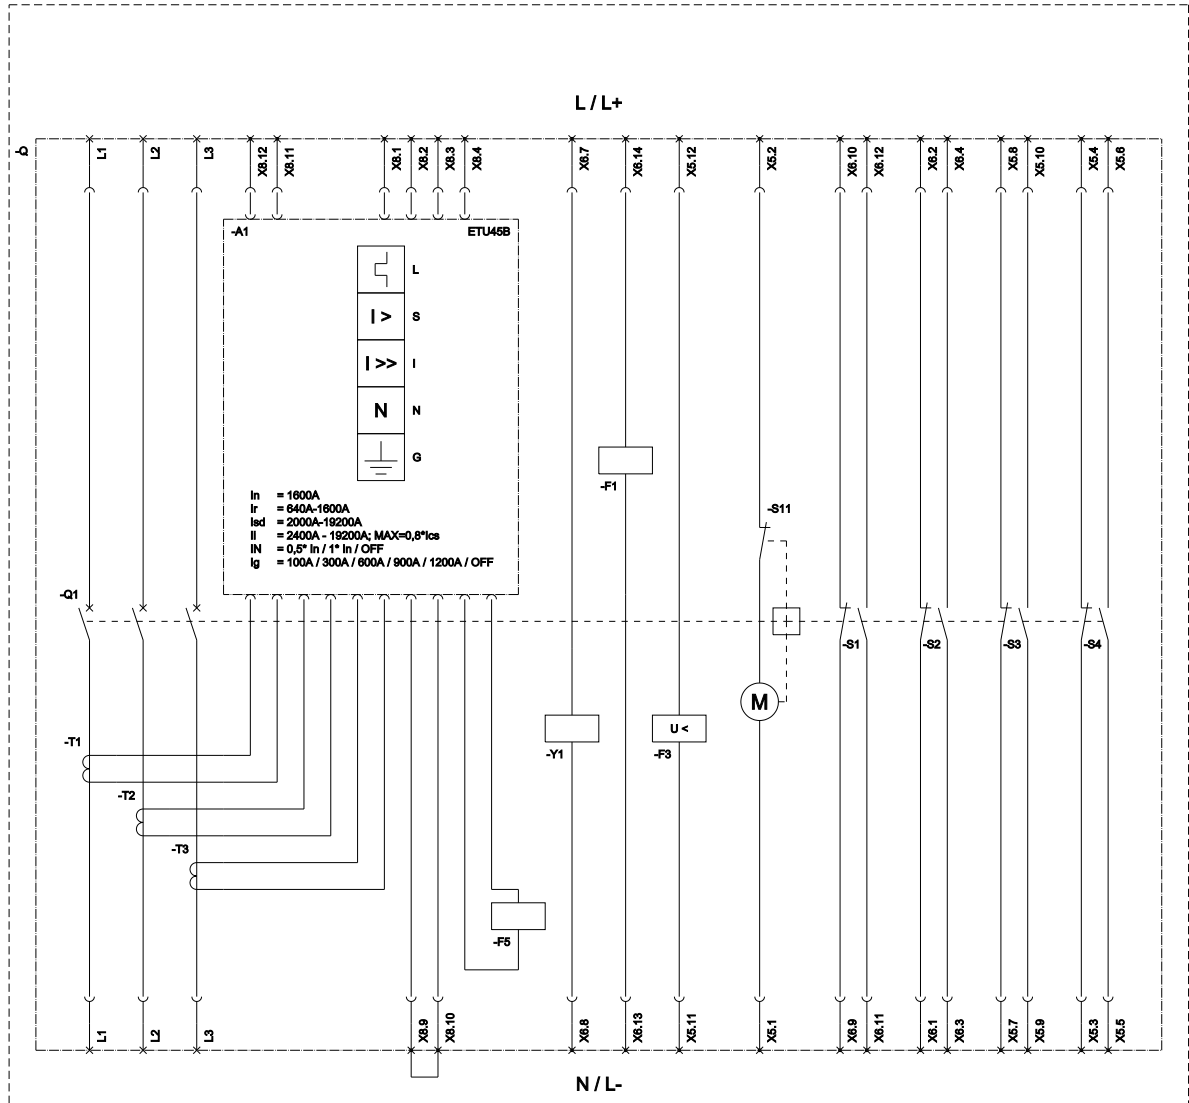 L / L+
-Q
L1
L2
L3
X8.12
X8.11
X8.1
X8.2
X8.3
X8.4
X6.7
X6.14
X5.12
X5.2
X6.10
X6.12
X6.2
X6.4
X5.8
X5.10
X5.4
X5.6
-A1
ETU45B
L
I >
S
I >>
I
N
N
G
In = 1600A
Ir = 640A-1600A
Isd = 2000A-19200A
Ii = 2400A - 19200A; MAX=0,8*Ics
IN = 0,5* In / 1* In / OFF
Ig = 100A / 300A / 600A / 900A / 1200A / OFF
-F1
-S11
-Q1
-S1
-S2
-S3
-S4
M
U <
-T1
-Y1
-F3
-T2
-T3
-F5
L1
L2
L3
X8.9
X8.10
X6.8
X6.13
X5.11
X5.1
X6.9
X6.11
X6.1
X6.3
X5.7
X5.9
X5.3
X5.5
N / L-